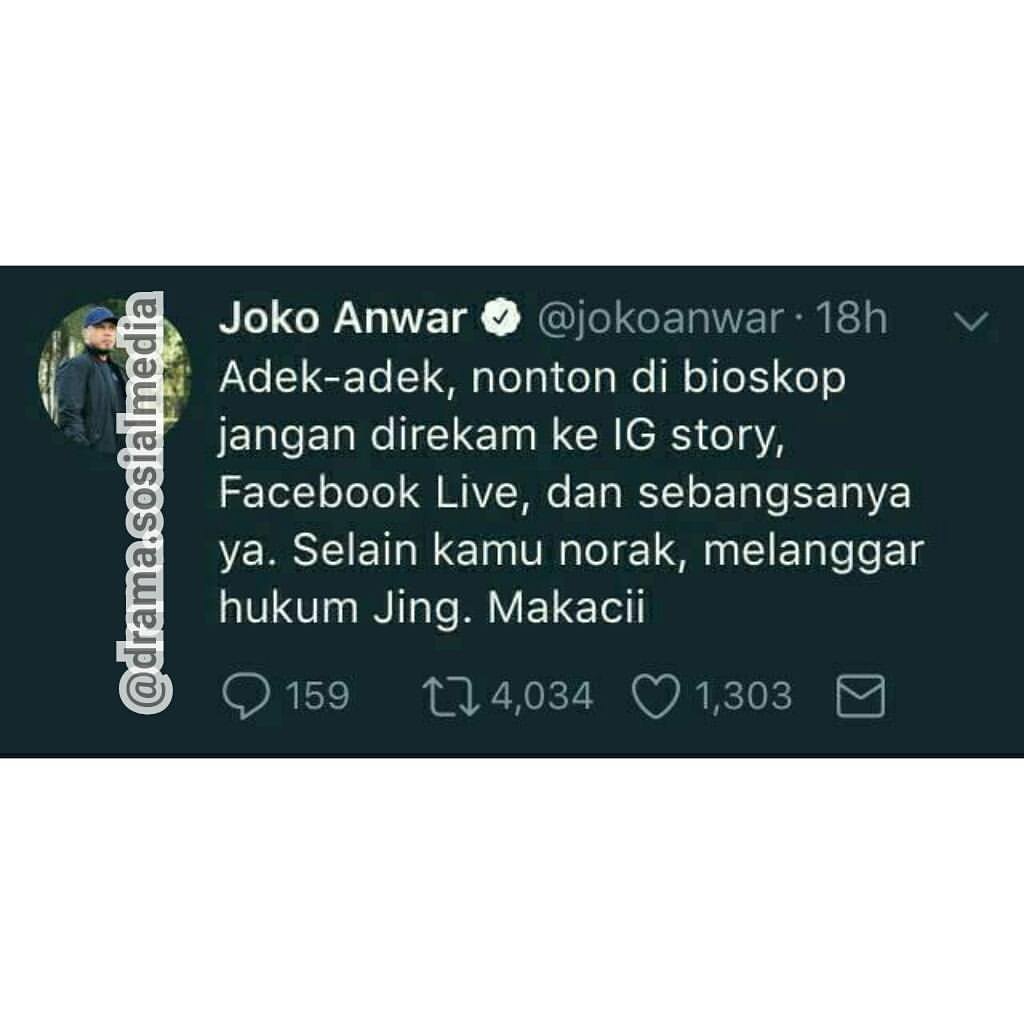 Joko Anwar @jokoanwar · 18h
Adek-adek, nonton di bioskop
jangan direkam ke IG story,
Facebook Live, dan sebangsanya
ya. Selain kamu norak, melanggar
hukum Jing. Makacii
159 4,034 1,303
@drama.sosialmedia